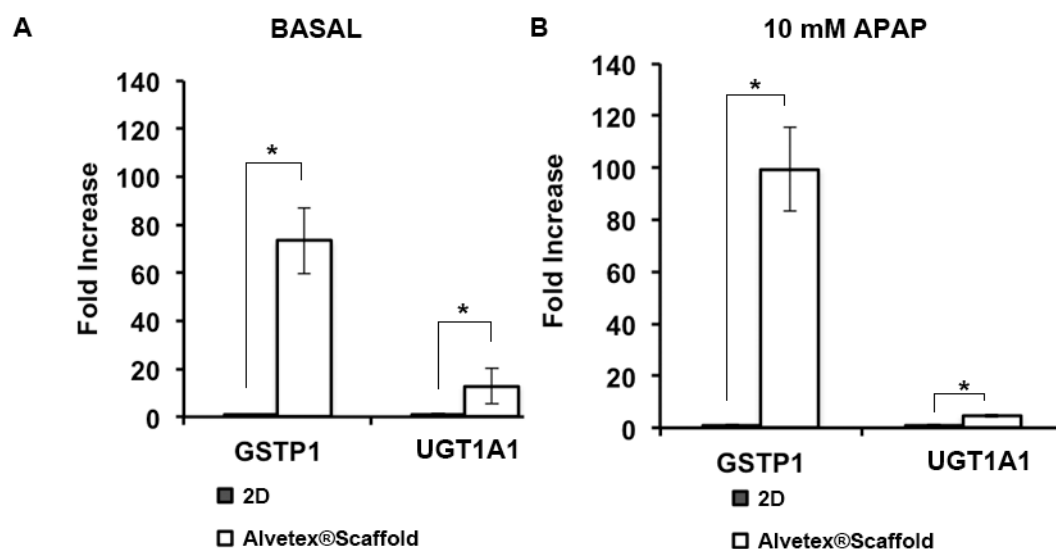 A
BASAL
Fold Increase
140
120
100
80
60
40
20
0
*
*
GSTP1
UGT1A1
2D
Alvetex®Scaffold
B
10 mM APAP
Fold Increase
140
120
100
80
60
40
20
0
*
*
GSTP1
UGT1A1
2D
Alvetex®Scaffold